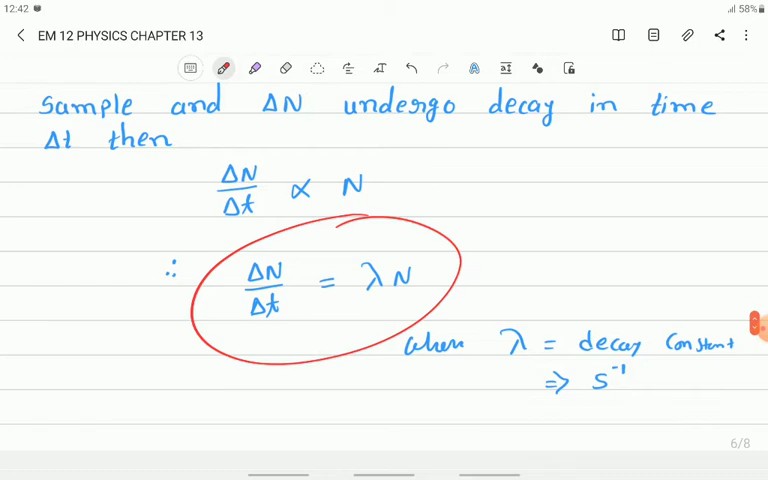 12:42
58%
EM 12 PHYSICS CHAPTER 13
Sample and ΔN undergo decay in time
Δt then
ΔN/Δt ∝ N
∴ ΔN/Δt = λN
where λ = decay constant
⇒ s⁻¹
6/8